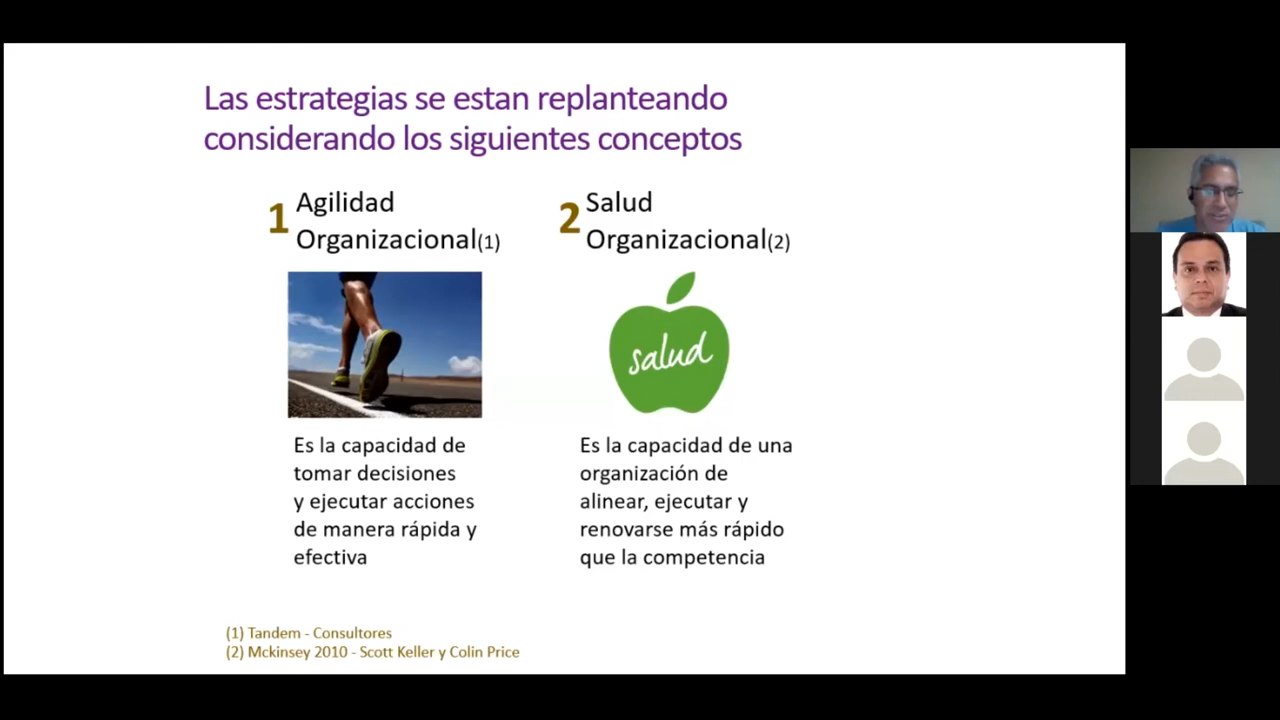 Las estrategias se estan replanteando
considerando los siguientes conceptos
1
Agilidad
Organizacional(1)
2
Salud
Organizacional(2)
salud
Es la capacidad de
tomar decisiones
y ejecutar acciones
de manera rápida y
efectiva
Es la capacidad de una
organización de
alinear, ejecutar y
renovarse más rápido
que la competencia
(1) Tandem - Consultores
(2) Mckinsey 2010 - Scott Keller y Colin Price